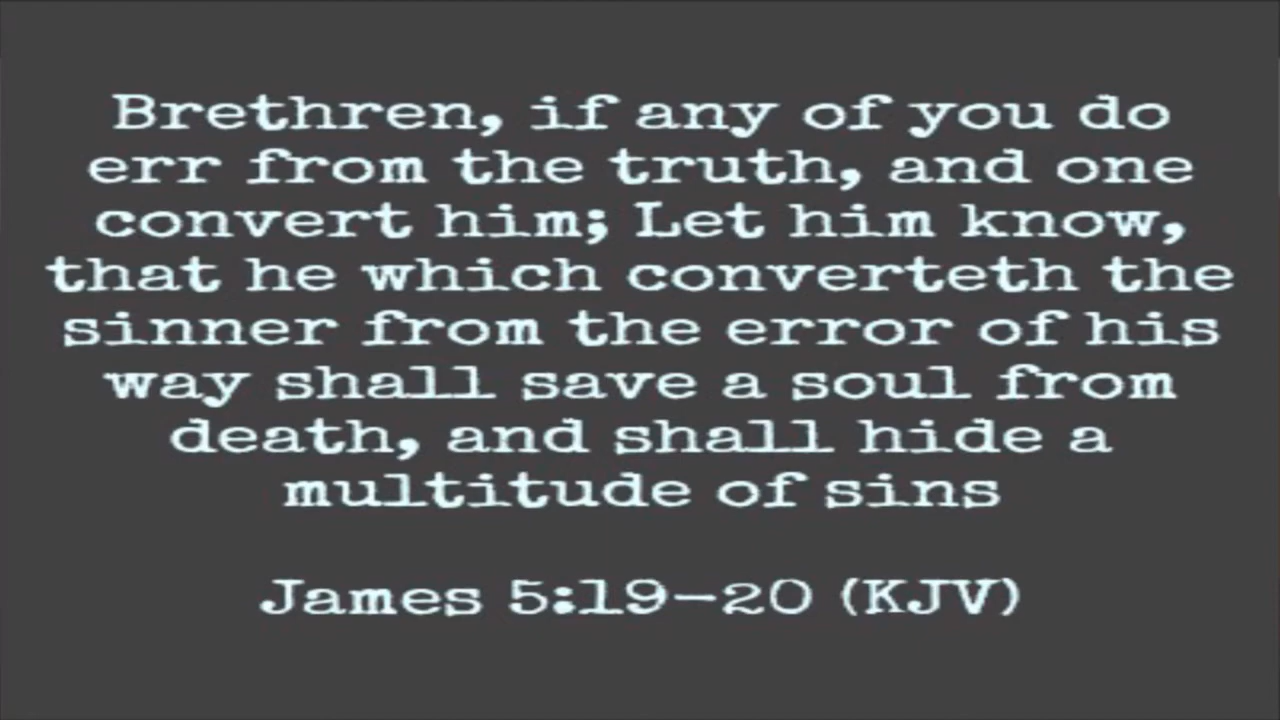 Brethren, if any of you do
err from the truth, and one
convert him; Let him know,
that he which converteth the
sinner from the error of his
way shall save a soul from
death, and shall hide a
multitude of sins
James 5:19-20 (KJV)